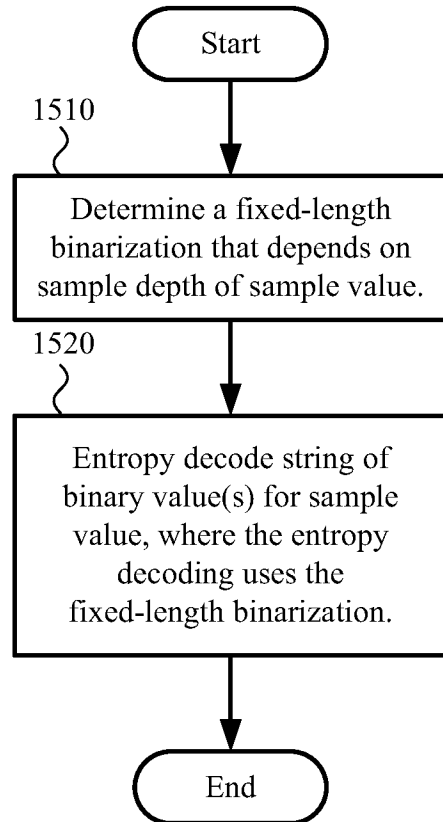 Start
1510
Determine a fixed-length
binarization that depends on
sample depth of sample value.
1520
Entropy decode string of
binary value(s) for sample
value, where the entropy
decoding uses the
fixed-length binarization.
End